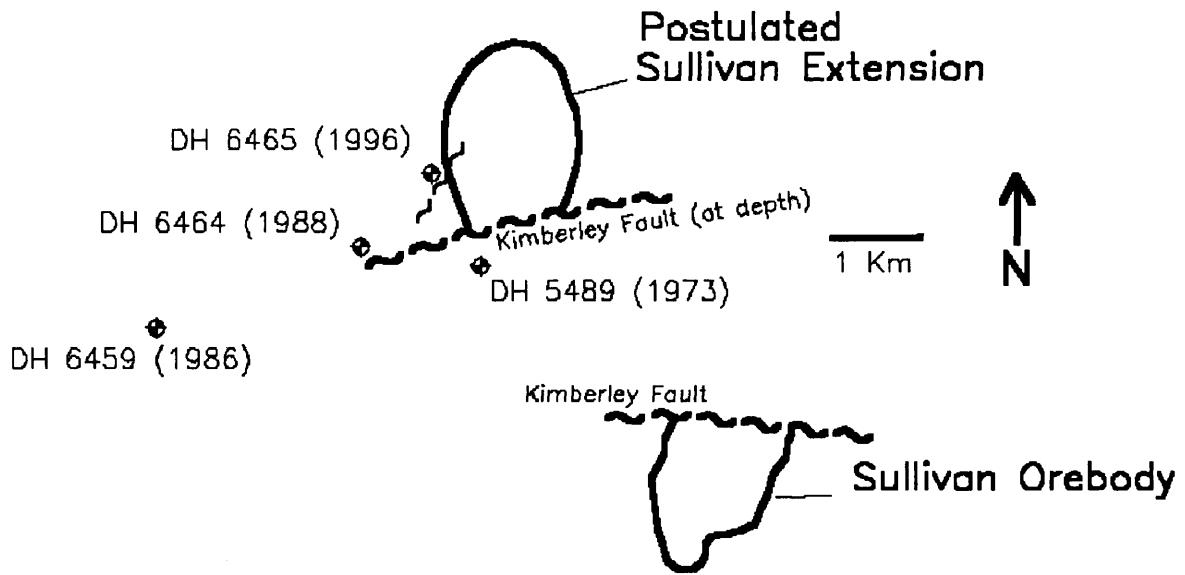 Postulated
Sullivan Extension
DH 6465 (1996)
DH 6464 (1988)
Kimberley Fault (at depth)
1 Km
N
DH 5489 (1973)
DH 6459 (1986)
Kimberley Fault
Sullivan Orebody